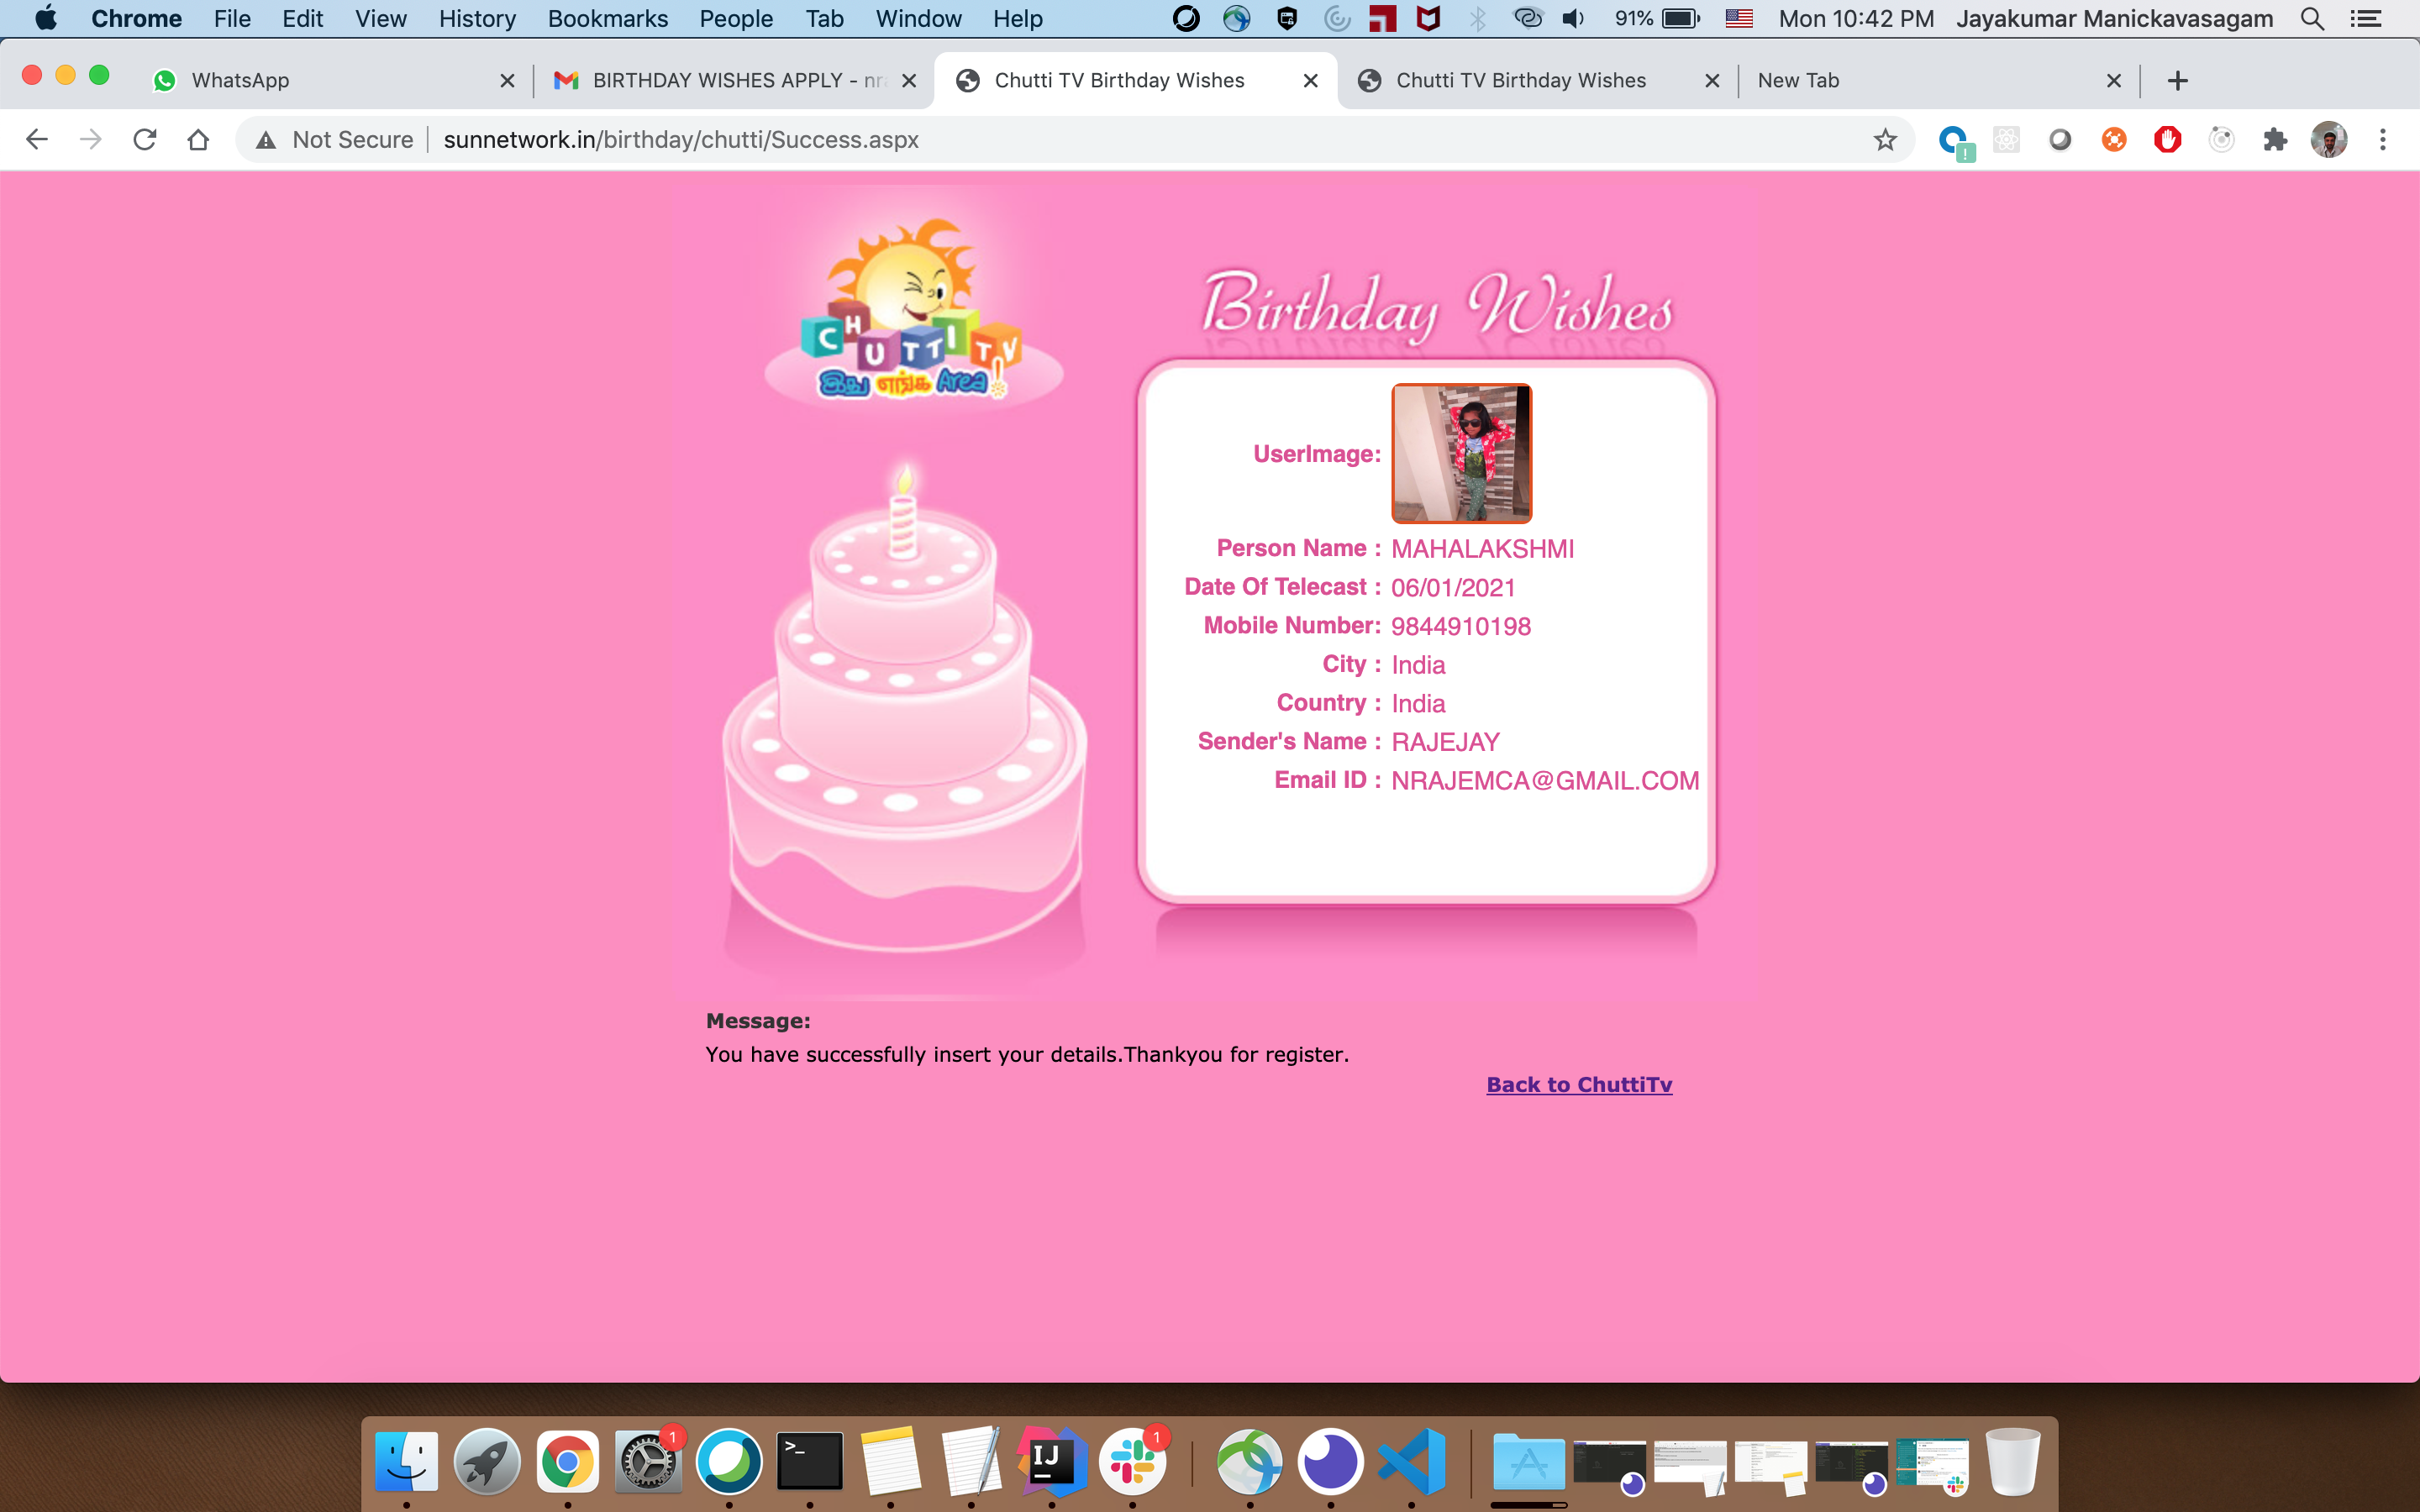 Chrome File Edit View History Bookmarks People Tab Window Help 91% Mon 10:42 PM Jayakumar Manickavasagam
WhatsApp
BIRTHDAY WISHES APPLY - nra
Chutti TV Birthday Wishes
Chutti TV Birthday Wishes
New Tab
Not Secure sunnetwork.in/birthday/chutti/Success.aspx
CHUTTI TV
இது எங்க Area!
Birthday Wishes
UserImage:
Person Name : MAHALAKSHMI
Date Of Telecast : 06/01/2021
Mobile Number: 9844910198
City : India
Country : India
Sender's Name : RAJEJAY
Email ID : NRAJEMCA@GMAIL.COM
Message:
You have successfully insert your details.Thankyou for register.
Back to ChuttiTv
1
>_
IJ
1